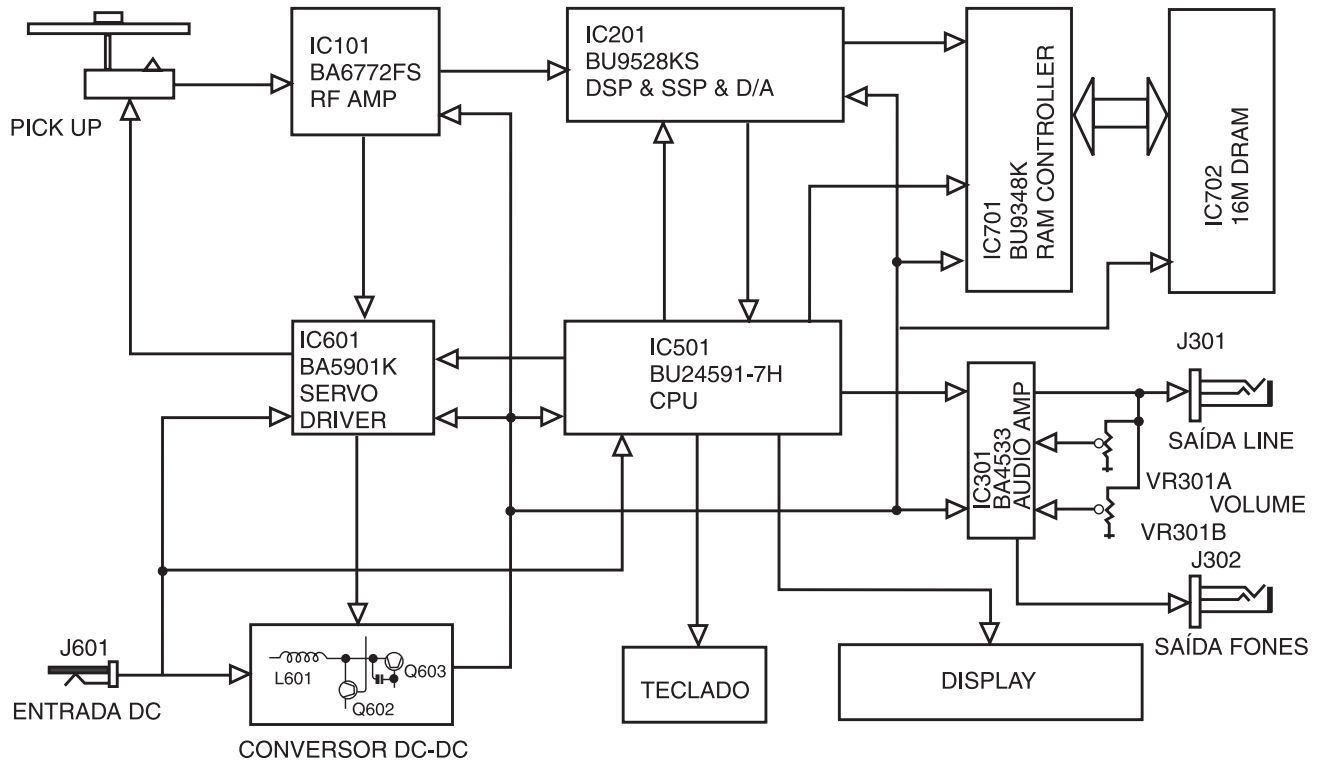 IC101
BA6772FS
RF AMP
IC201
BU9528KS
DSP & SSP & D/A
IC701
BU9348K
RAM CONTROLLER
IC702
16M DRAM
PICK UP
IC601
BA5901K
SERVO
DRIVER
IC501
BU24591-7H
CPU
IC301
BA4533
AUDIO AMP
J301
SAÍDA LINE
VR301A
VOLUME
VR301B
J302
SAÍDA FONES
J601
ENTRADA DC
L601
Q603
Q602
CONVERSOR DC-DC
TECLADO
DISPLAY